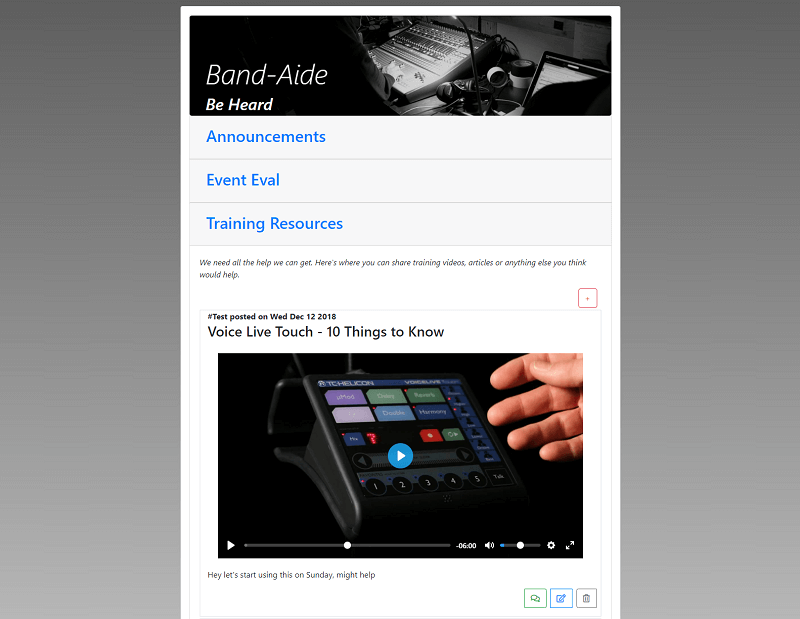 Band-Aide
Be Heard
Announcements
Event Eval
Training Resources
We need all the help we can get. Here's where you can share training videos, articles or anything else you think
would help.
+
#Test posted on Wed Dec 12 2018
Voice Live Touch - 10 Things to Know
TCHELICON VOICELIVE
µMod Delay Reverb
Double Harmony
Mix
1 2 3 4 5 Talk
-06:00
Hey let's start using this on Sunday, might help